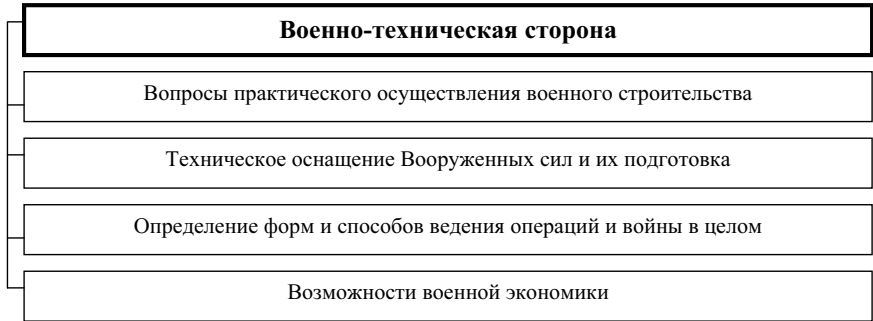 Военно-техническая сторона
Вопросы практического осуществления военного строительства
Техническое оснащение Вооруженных сил и их подготовка
Определение форм и способов ведения операций и войны в целом
Возможности военной экономики